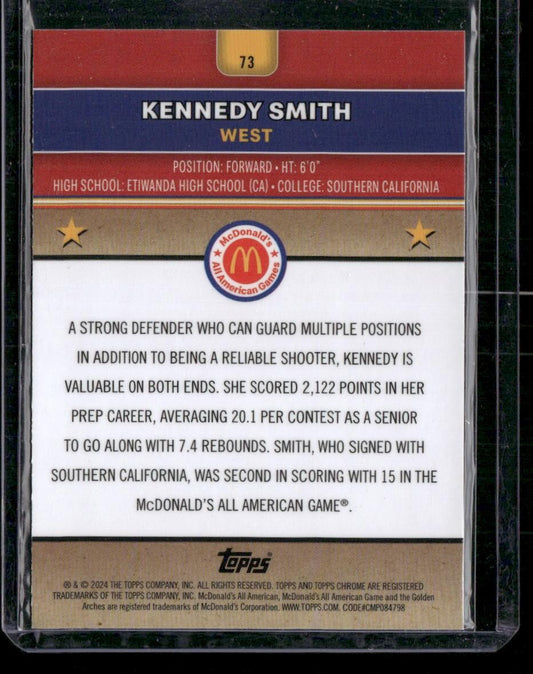 73
KENNEDY SMITH
WEST
POSITION: FORWARD • HT: 6'0"
HIGH SCHOOL: ETIWANDA HIGH SCHOOL (CA) • COLLEGE: SOUTHERN CALIFORNIA
McDonald's
All American Games
A STRONG DEFENDER WHO CAN GUARD MULTIPLE POSITIONS
IN ADDITION TO BEING A RELIABLE SHOOTER, KENNEDY IS
VALUABLE ON BOTH ENDS. SHE SCORED 2,122 POINTS IN HER
PREP CAREER, AVERAGING 20.1 PER CONTEST AS A SENIOR
TO GO ALONG WITH 7.4 REBOUNDS. SMITH, WHO SIGNED WITH
SOUTHERN CALIFORNIA, WAS SECOND IN SCORING WITH 15 IN THE
McDONALD'S ALL AMERICAN GAME®.
topps
® & © 2024 THE TOPPS COMPANY, INC. ALL RIGHTS RESERVED. TOPPS AND TOPPS CHROME ARE REGISTERED
TRADEMARKS OF THE TOPPS COMPANY, INC. McDonald's All American, McDonald's All American Game and the Golden
Arches are registered trademarks of McDonald's Corporation. WWW.TOPPS.COM. CODE#CMP084798